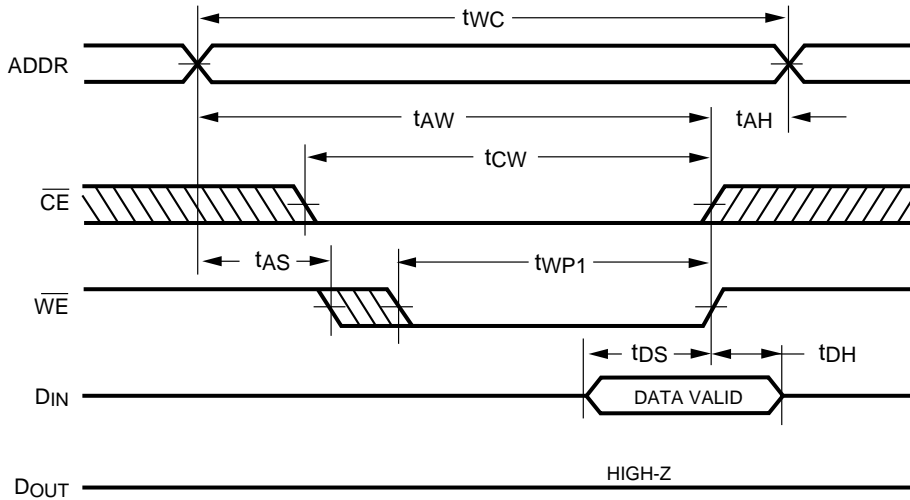 tWC
ADDR
tAW
tAH
tCW
CE
tAS
tWP1
WE
tDS
tDH
DIN
DATA VALID
HIGH-Z
DOUT